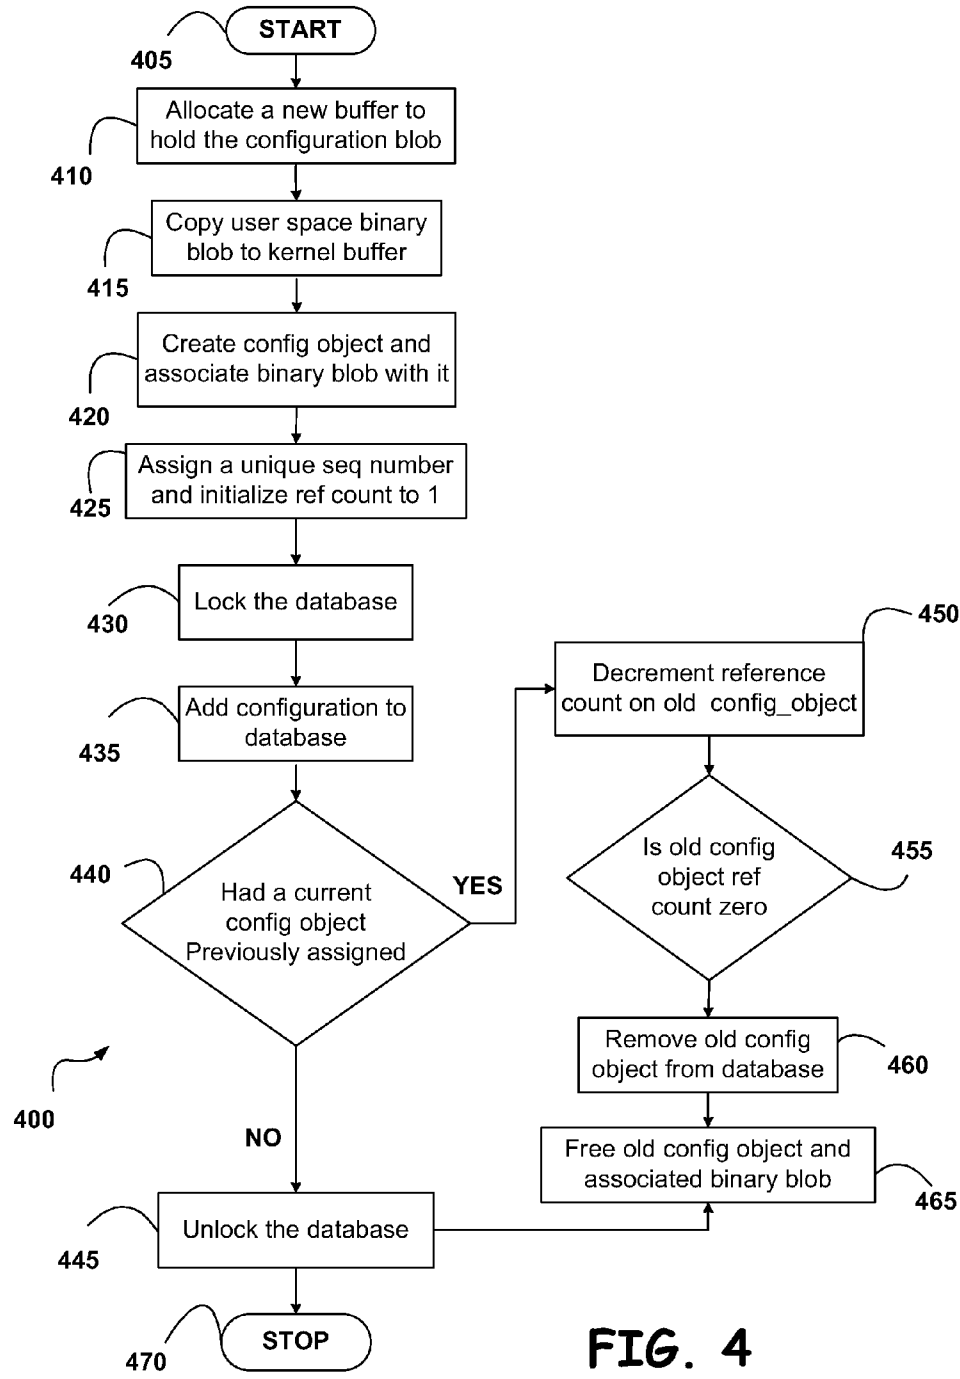 START
405
Allocate a new buffer to
hold the configuration blob
410
Copy user space binary
blob to kernel buffer
415
Create config object and
associate binary blob with it
420
Assign a unique seq number
and initialize ref count to 1
425
Lock the database
430
Add configuration to
database
435
Had a current
config object
Previously assigned
440
YES
NO
400
Unlock the database
445
STOP
470
Decrement reference
count on old config_object
450
Is old config
object ref
count zero
455
Remove old config
object from database
460
Free old config object and
associated binary blob
465
FIG. 4